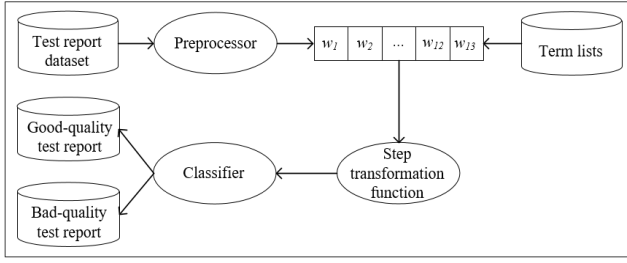 Test report
dataset
Preprocessor
w1 w2 ... w12 w13
Term lists
Good-quality
test report
Classifier
Step
transformation
function
Bad-quality
test report